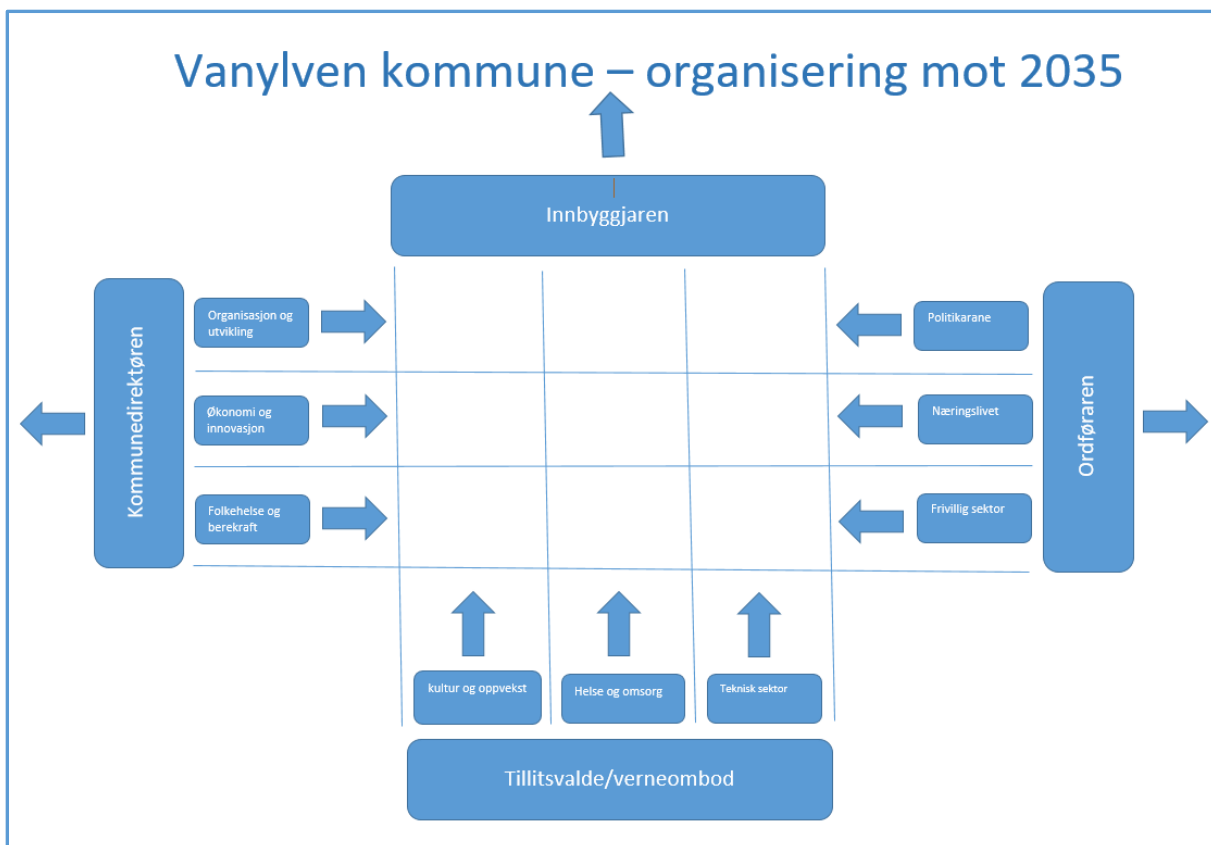 Vanylven kommune – organisering mot 2035
Innbyggjaren
Kommunedirektøren
Organisasjon og
utvikling
Økonomi og
innovasjon
Folkehelse og
berekraft
Politikarane
Næringslivet
Frivillig sektor
Ordføraren
kultur og oppvekst
Helse og omsorg
Teknisk sektor
Tillitsvalde/verneombod